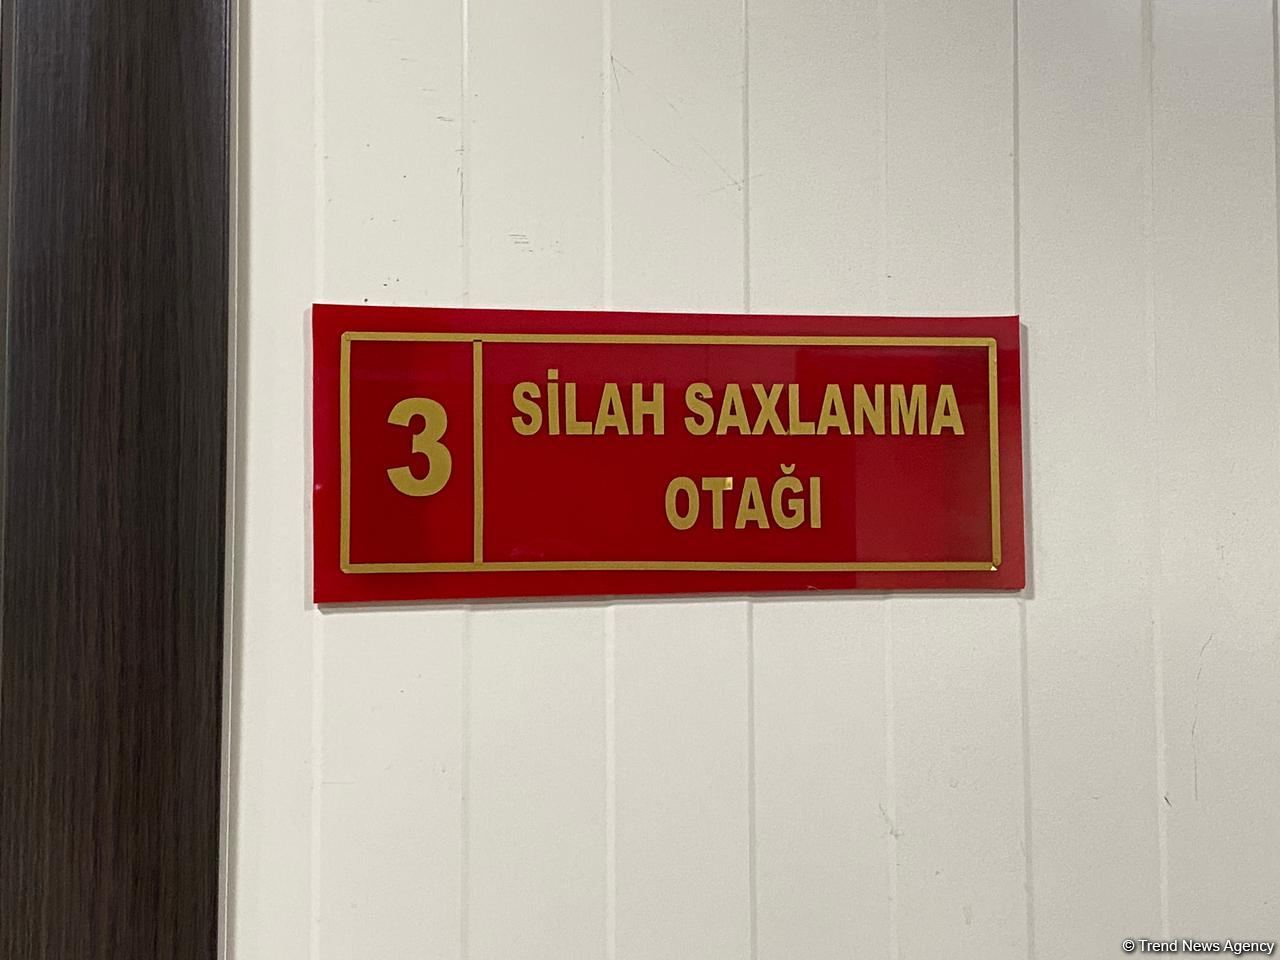 3
SİLAH SAXLANMA
OTAĞI
© Trend News Agency